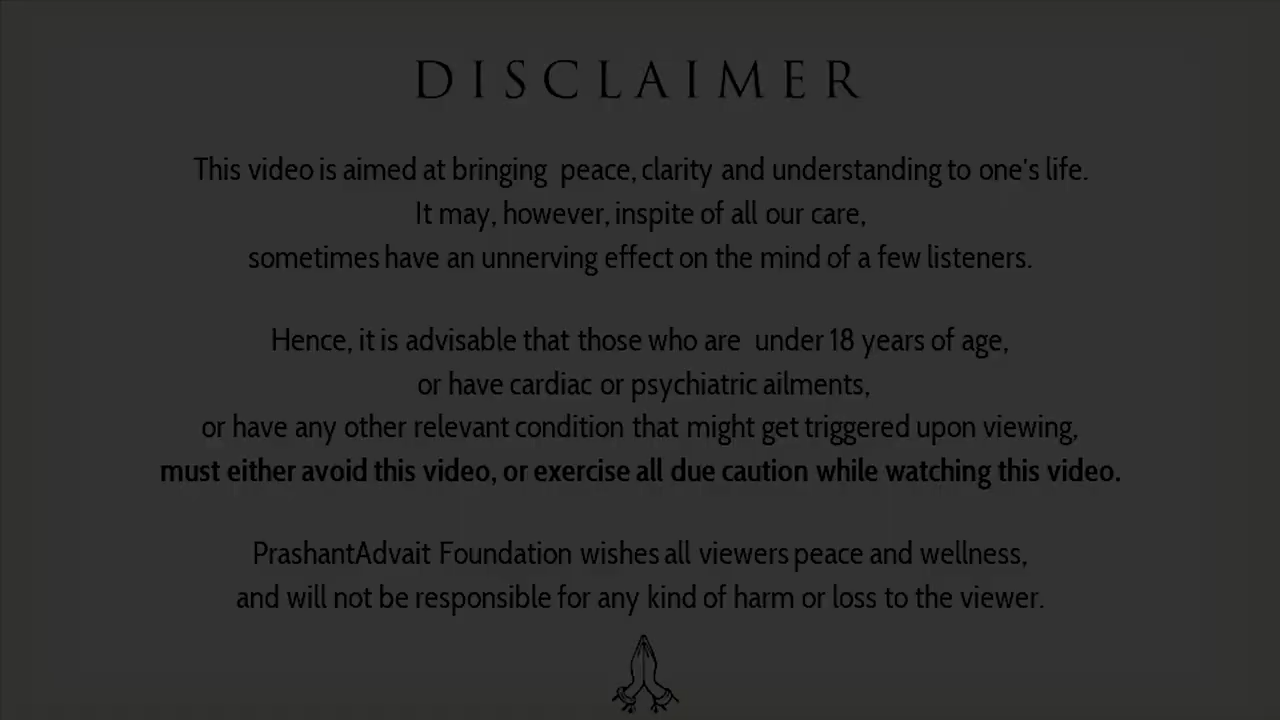 DISCLAIMER
This video is aimed at bringing peace, clarity and understanding to one's life.
It may, however, inspite of all our care,
sometimes have an unnerving effect on the mind of a few listeners.
Hence, it is advisable that those who are under 18 years of age,
or have cardiac or psychiatric ailments,
or have any other relevant condition that might get triggered upon viewing,
must either avoid this video, or exercise all due caution while watching this video.
PrashantAdvait Foundation wishes all viewers peace and wellness,
and will not be responsible for any kind of harm or loss to the viewer.